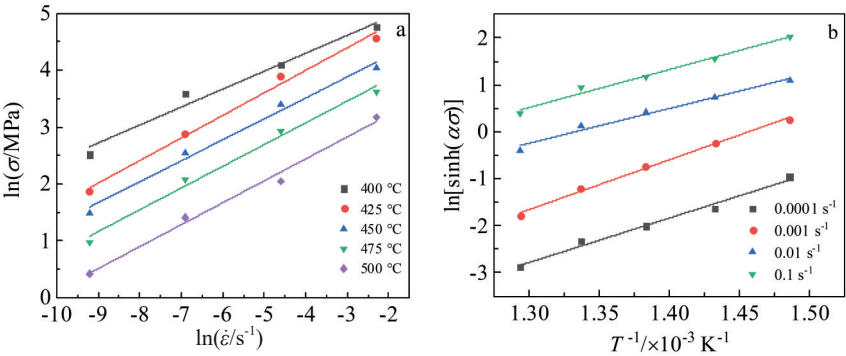 a
5
4
3
2
1
0
ln(σ/MPa)
400 °C
425 °C
450 °C
475 °C
500 °C
-10 -9 -8 -7 -6 -5 -4 -3 -2 -1
ln(ε̇/s⁻¹)
b
2
1
0
-1
-2
-3
ln[sinh(ασ)]
0.0001 s⁻¹
0.001 s⁻¹
0.01 s⁻¹
0.1 s⁻¹
1.30 1.35 1.40 1.45 1.50
T⁻¹/×10⁻³ K⁻¹